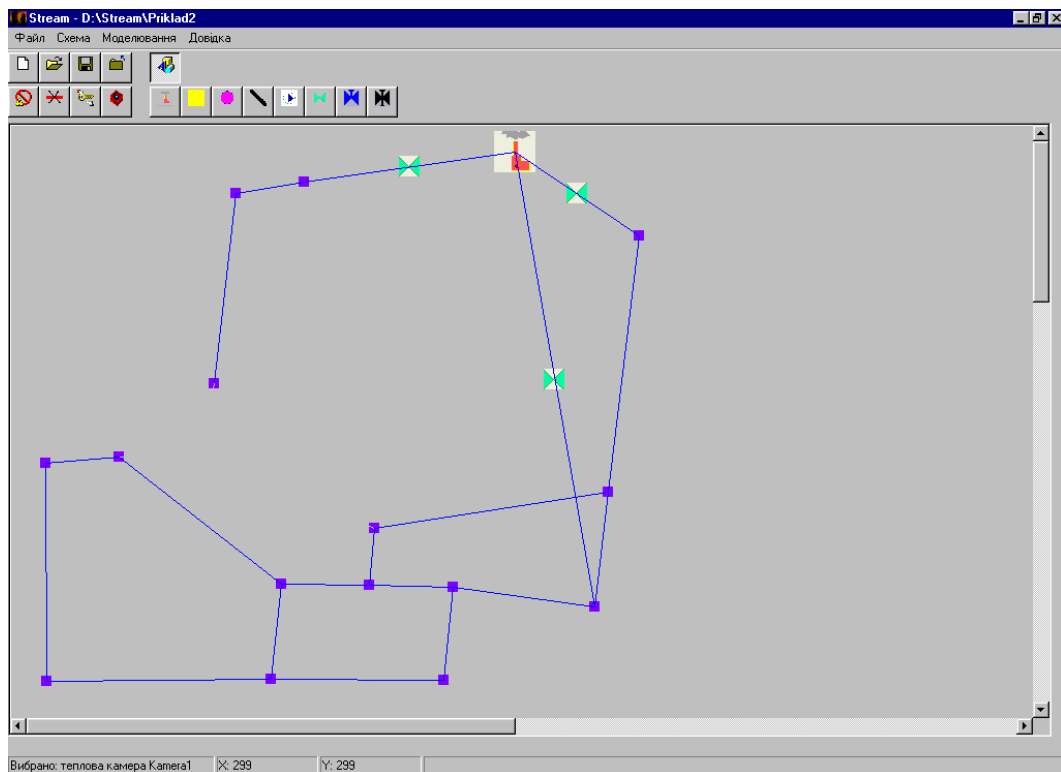 Stream - D:\Stream\Priklad2
Файл Схема Моделювання Довідка
Вибрано: теплова камера Kamera1 X: 299 Y: 299